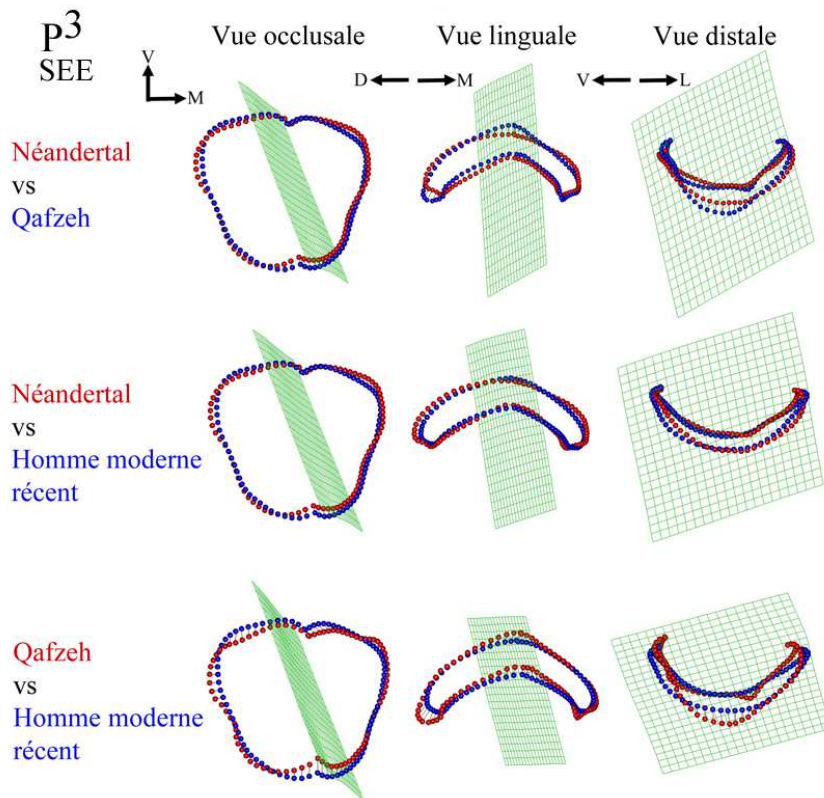 P³
SEE
Vue occlusale
Vue linguale
Vue distale
V
M
D
M
V
L
Néandertal
vs
Qafzeh
Néandertal
vs
Homme moderne
récent
Qafzeh
vs
Homme moderne
récent